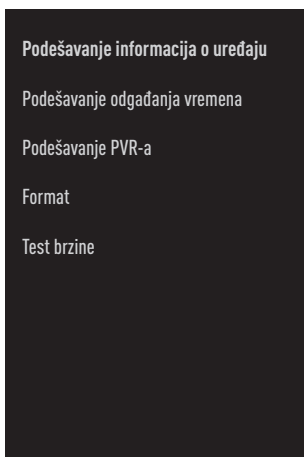 Podešavanje informacija o uređaju
Podešavanje odgađanja vremena
Podešavanje PVR-a
Format
Test brzine